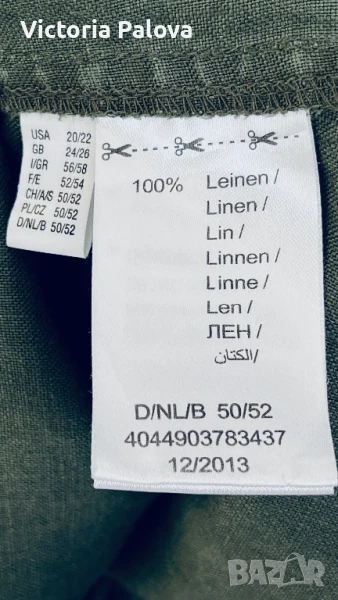 Victoria Palova
USA 20/22
GB 24/26
I/GR 56/58
F/E 52/54
CH/A/S 50/52
PL/CZ 50/52
D/NL/B 50/52
100% Leinen /
Linen /
Lin /
Linnen /
Linne /
Len /
ЛЕН /
الكتان/
D/NL/B 50/52
4044903783437
12/2013
BAZAR